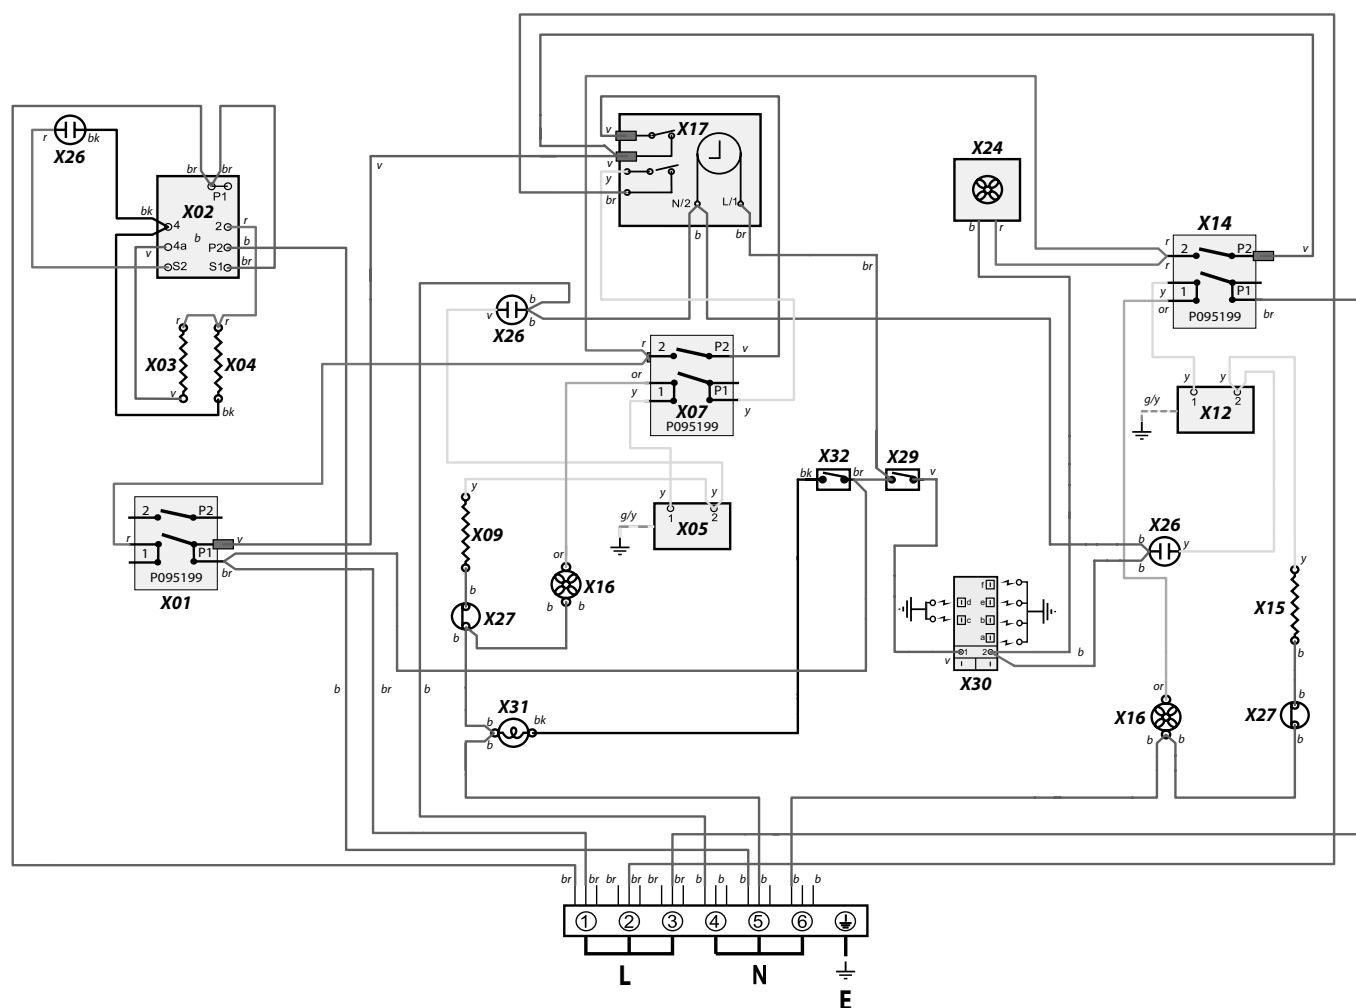 r
X26
bk
br
br
P1
X02
bk
4
2
r
b
v
4a
P2
b
S2
S1
br
r
r
X03
X04
v
bk
v
v
X17
v
y
br
N/2
L/1
b
br
br
X24
b
r
X14
r
2
P2
v
r
y
1
P1
or
P095199
br
b
v
X26
b
r
2
P2
v
or
1
P1
y
X07
y
P095199
y
y
g/y
1
2
X12
X32
X29
bk
br
v
y
X09
y
y
g/y
1
2
X05
2
P2
r
v
1
P1
br
P095199
X01
or
X16
b
b
b
X27
b
X26
b
y
b
f
d
e
c
b
a
1
2
v
b
X30
y
X15
b
b
br
b
X31
b
bk
b
or
X16
b
b
b
X27
b
br
br
br
br
br
br
b
b
b
b
b
b
1
2
3
4
5
6
L
N
E